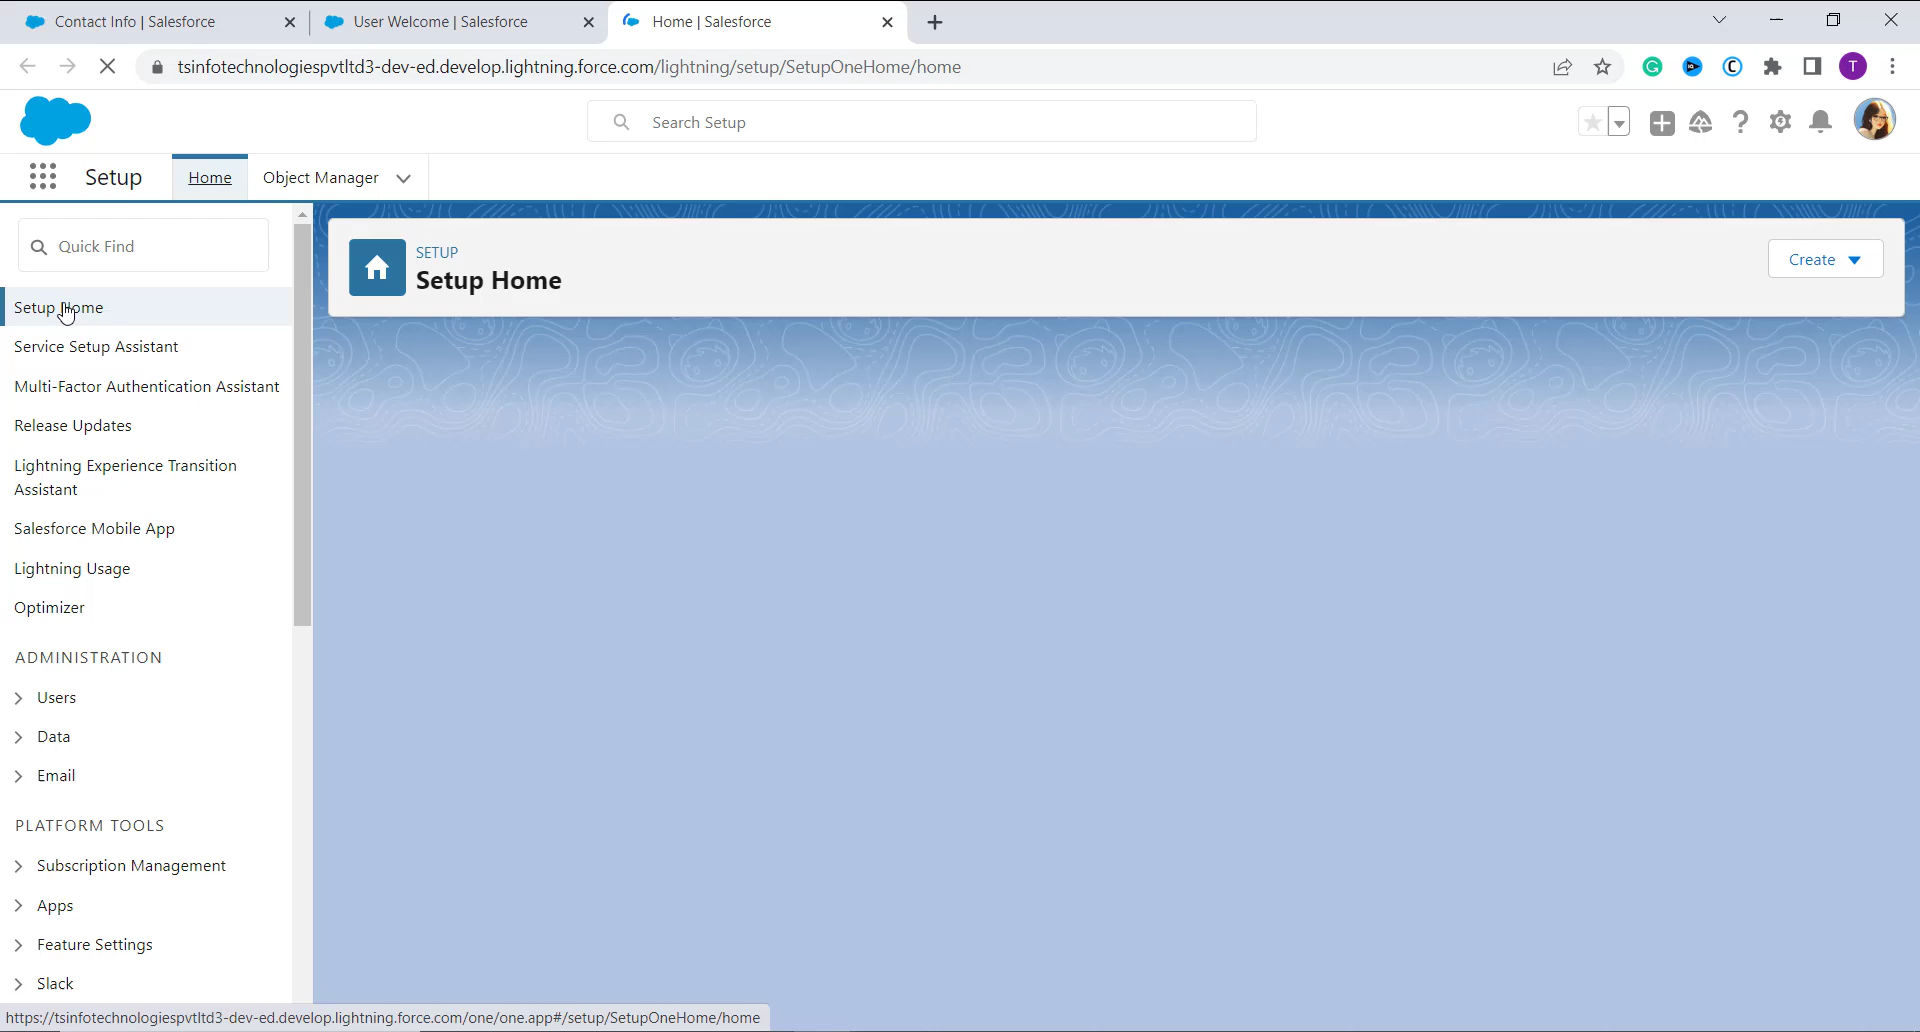 Contact Info | Salesforce
User Welcome | Salesforce
Home | Salesforce
tsinfotechnologiespvtltd3-dev-ed.develop.lightning.force.com/lightning/setup/SetupOneHome/home
T
Search Setup
Setup
Home
Object Manager
Quick Find
SETUP
Setup Home
Create
Setup Home
Service Setup Assistant
Multi-Factor Authentication Assistant
Release Updates
Lightning Experience Transition
Assistant
Salesforce Mobile App
Lightning Usage
Optimizer
ADMINISTRATION
Users
Data
Email
PLATFORM TOOLS
Subscription Management
Apps
Feature Settings
Slack
https://tsinfotechnologiespvtltd3-dev-ed.develop.lightning.force.com/one/one.app#/setup/SetupOneHome/home